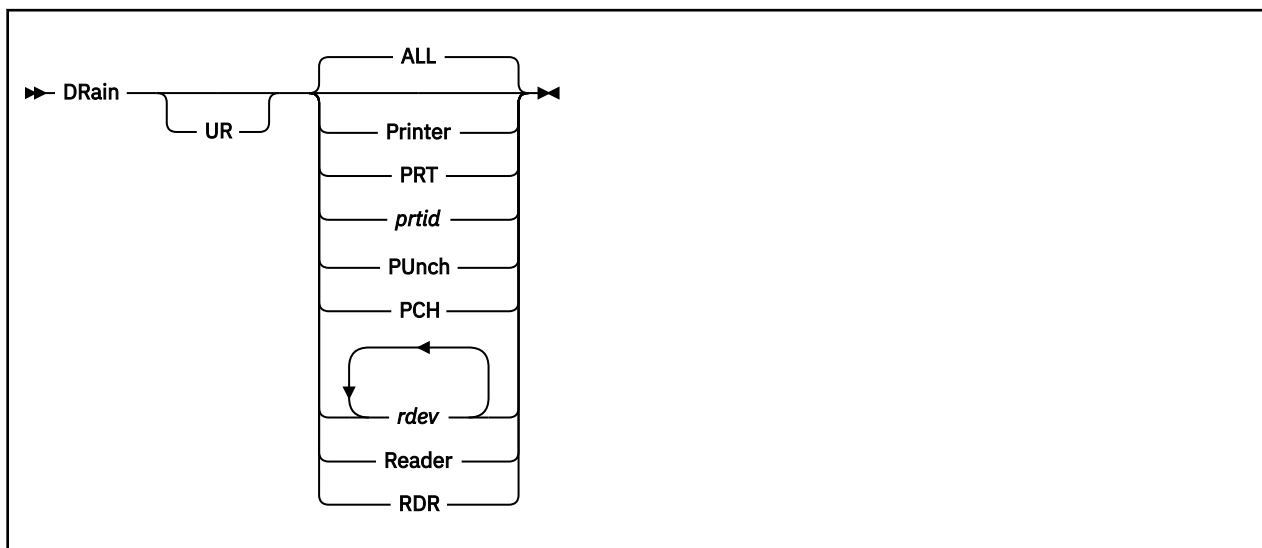 ALL
DRain
UR
Printer
PRT
prtid
PUnch
PCH
rdev
Reader
RDR